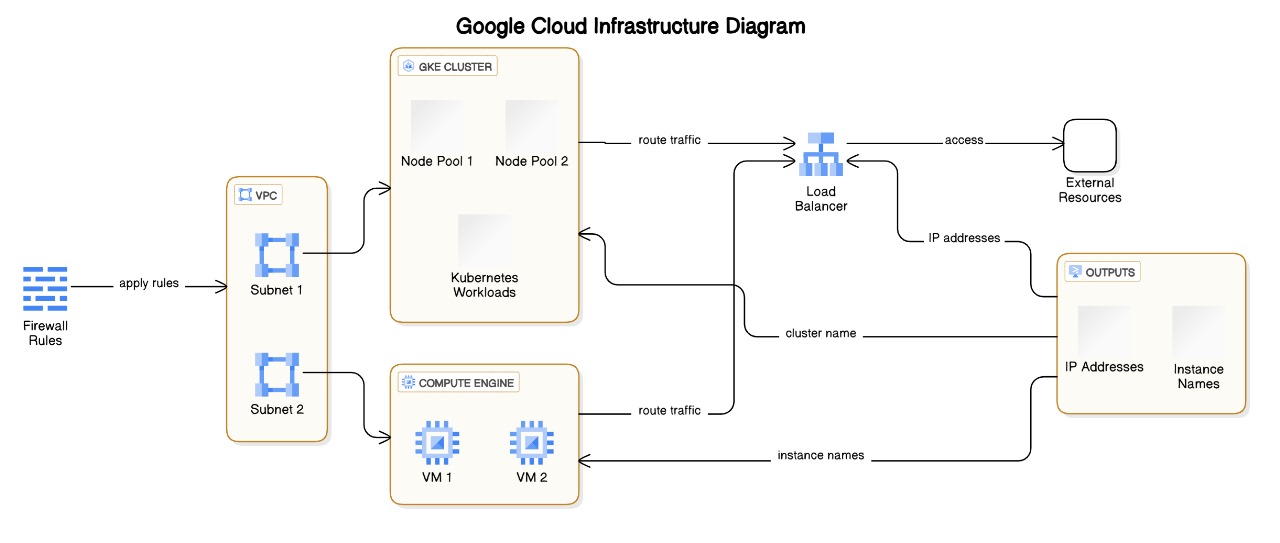 Google Cloud Infrastructure Diagram
GKE CLUSTER
Node Pool 1
Node Pool 2
Kubernetes
Workloads
route traffic
Load
Balancer
access
External
Resources
VPC
Subnet 1
Subnet 2
apply rules
Firewall
Rules
IP addresses
OUTPUTS
IP Addresses
Instance
Names
cluster name
COMPUTE ENGINE
VM 1
VM 2
route traffic
instance names